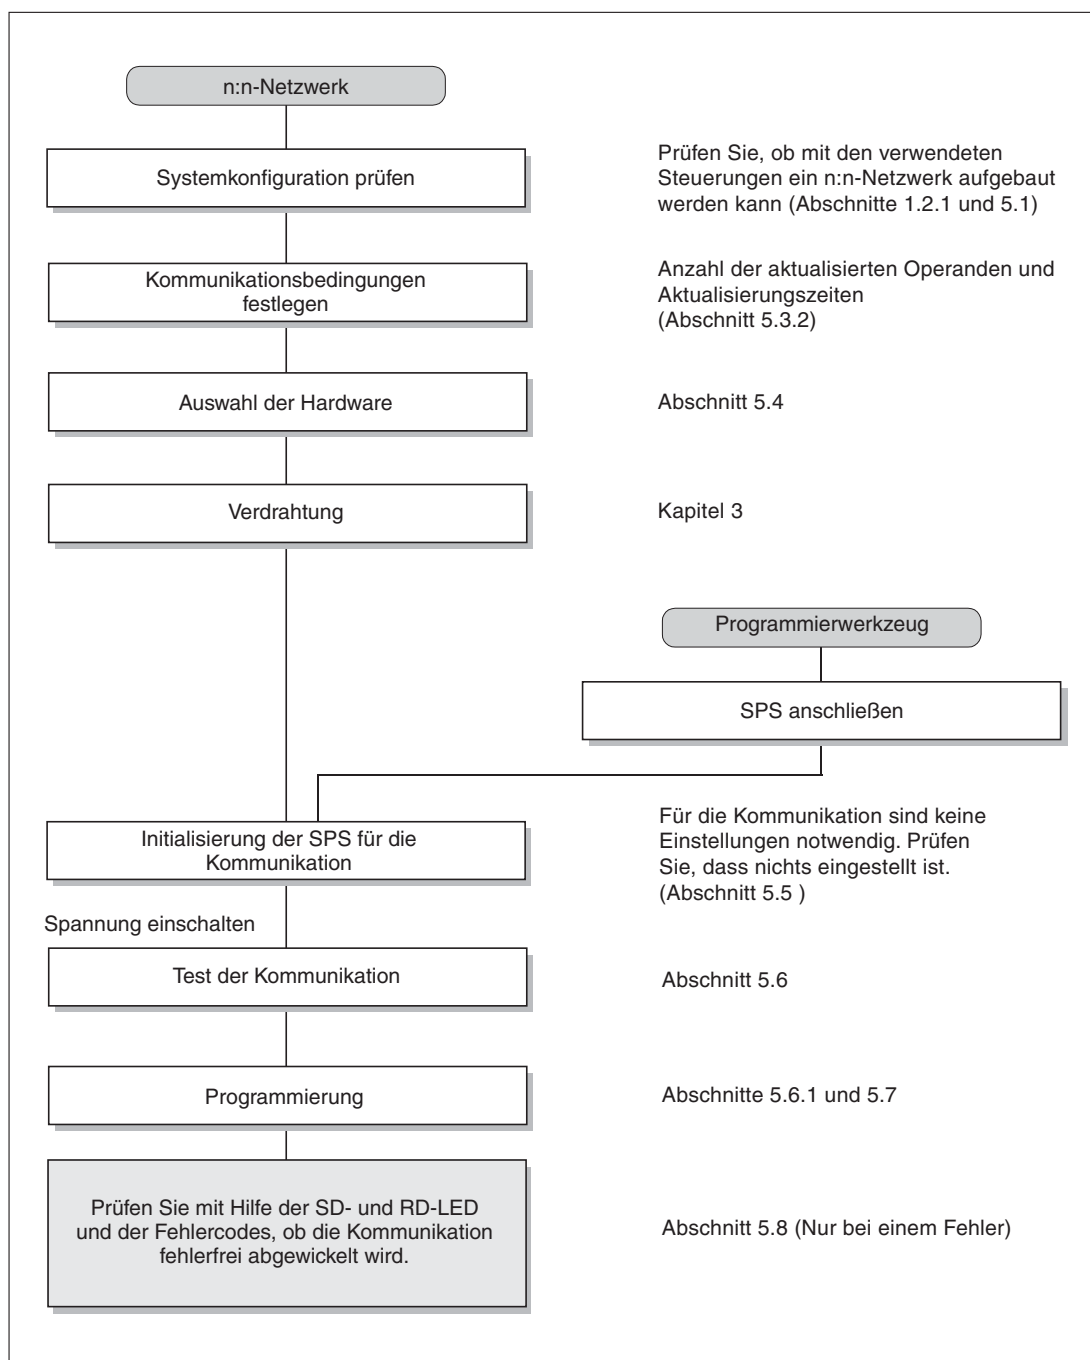 n:n-Netzwerk
Systemkonfiguration prüfen
Prüfen Sie, ob mit den verwendeten
Steuerungen ein n:n-Netzwerk aufgebaut
werden kann (Abschnitte 1.2.1 und 5.1)
Kommunikationsbedingungen
festlegen
Anzahl der aktualisierten Operanden und
Aktualisierungszeiten
(Abschnitt 5.3.2)
Auswahl der Hardware
Abschnitt 5.4
Verdrahtung
Kapitel 3
Programmierwerkzeug
SPS anschließen
Initialisierung der SPS für die
Kommunikation
Für die Kommunikation sind keine
Einstellungen notwendig. Prüfen
Sie, dass nichts eingestellt ist.
(Abschnitt 5.5 )
Spannung einschalten
Test der Kommunikation
Abschnitt 5.6
Programmierung
Abschnitte 5.6.1 und 5.7
Prüfen Sie mit Hilfe der SD- und RD-LED
und der Fehlercodes, ob die Kommunikation
fehlerfrei abgewickelt wird.
Abschnitt 5.8 (Nur bei einem Fehler)